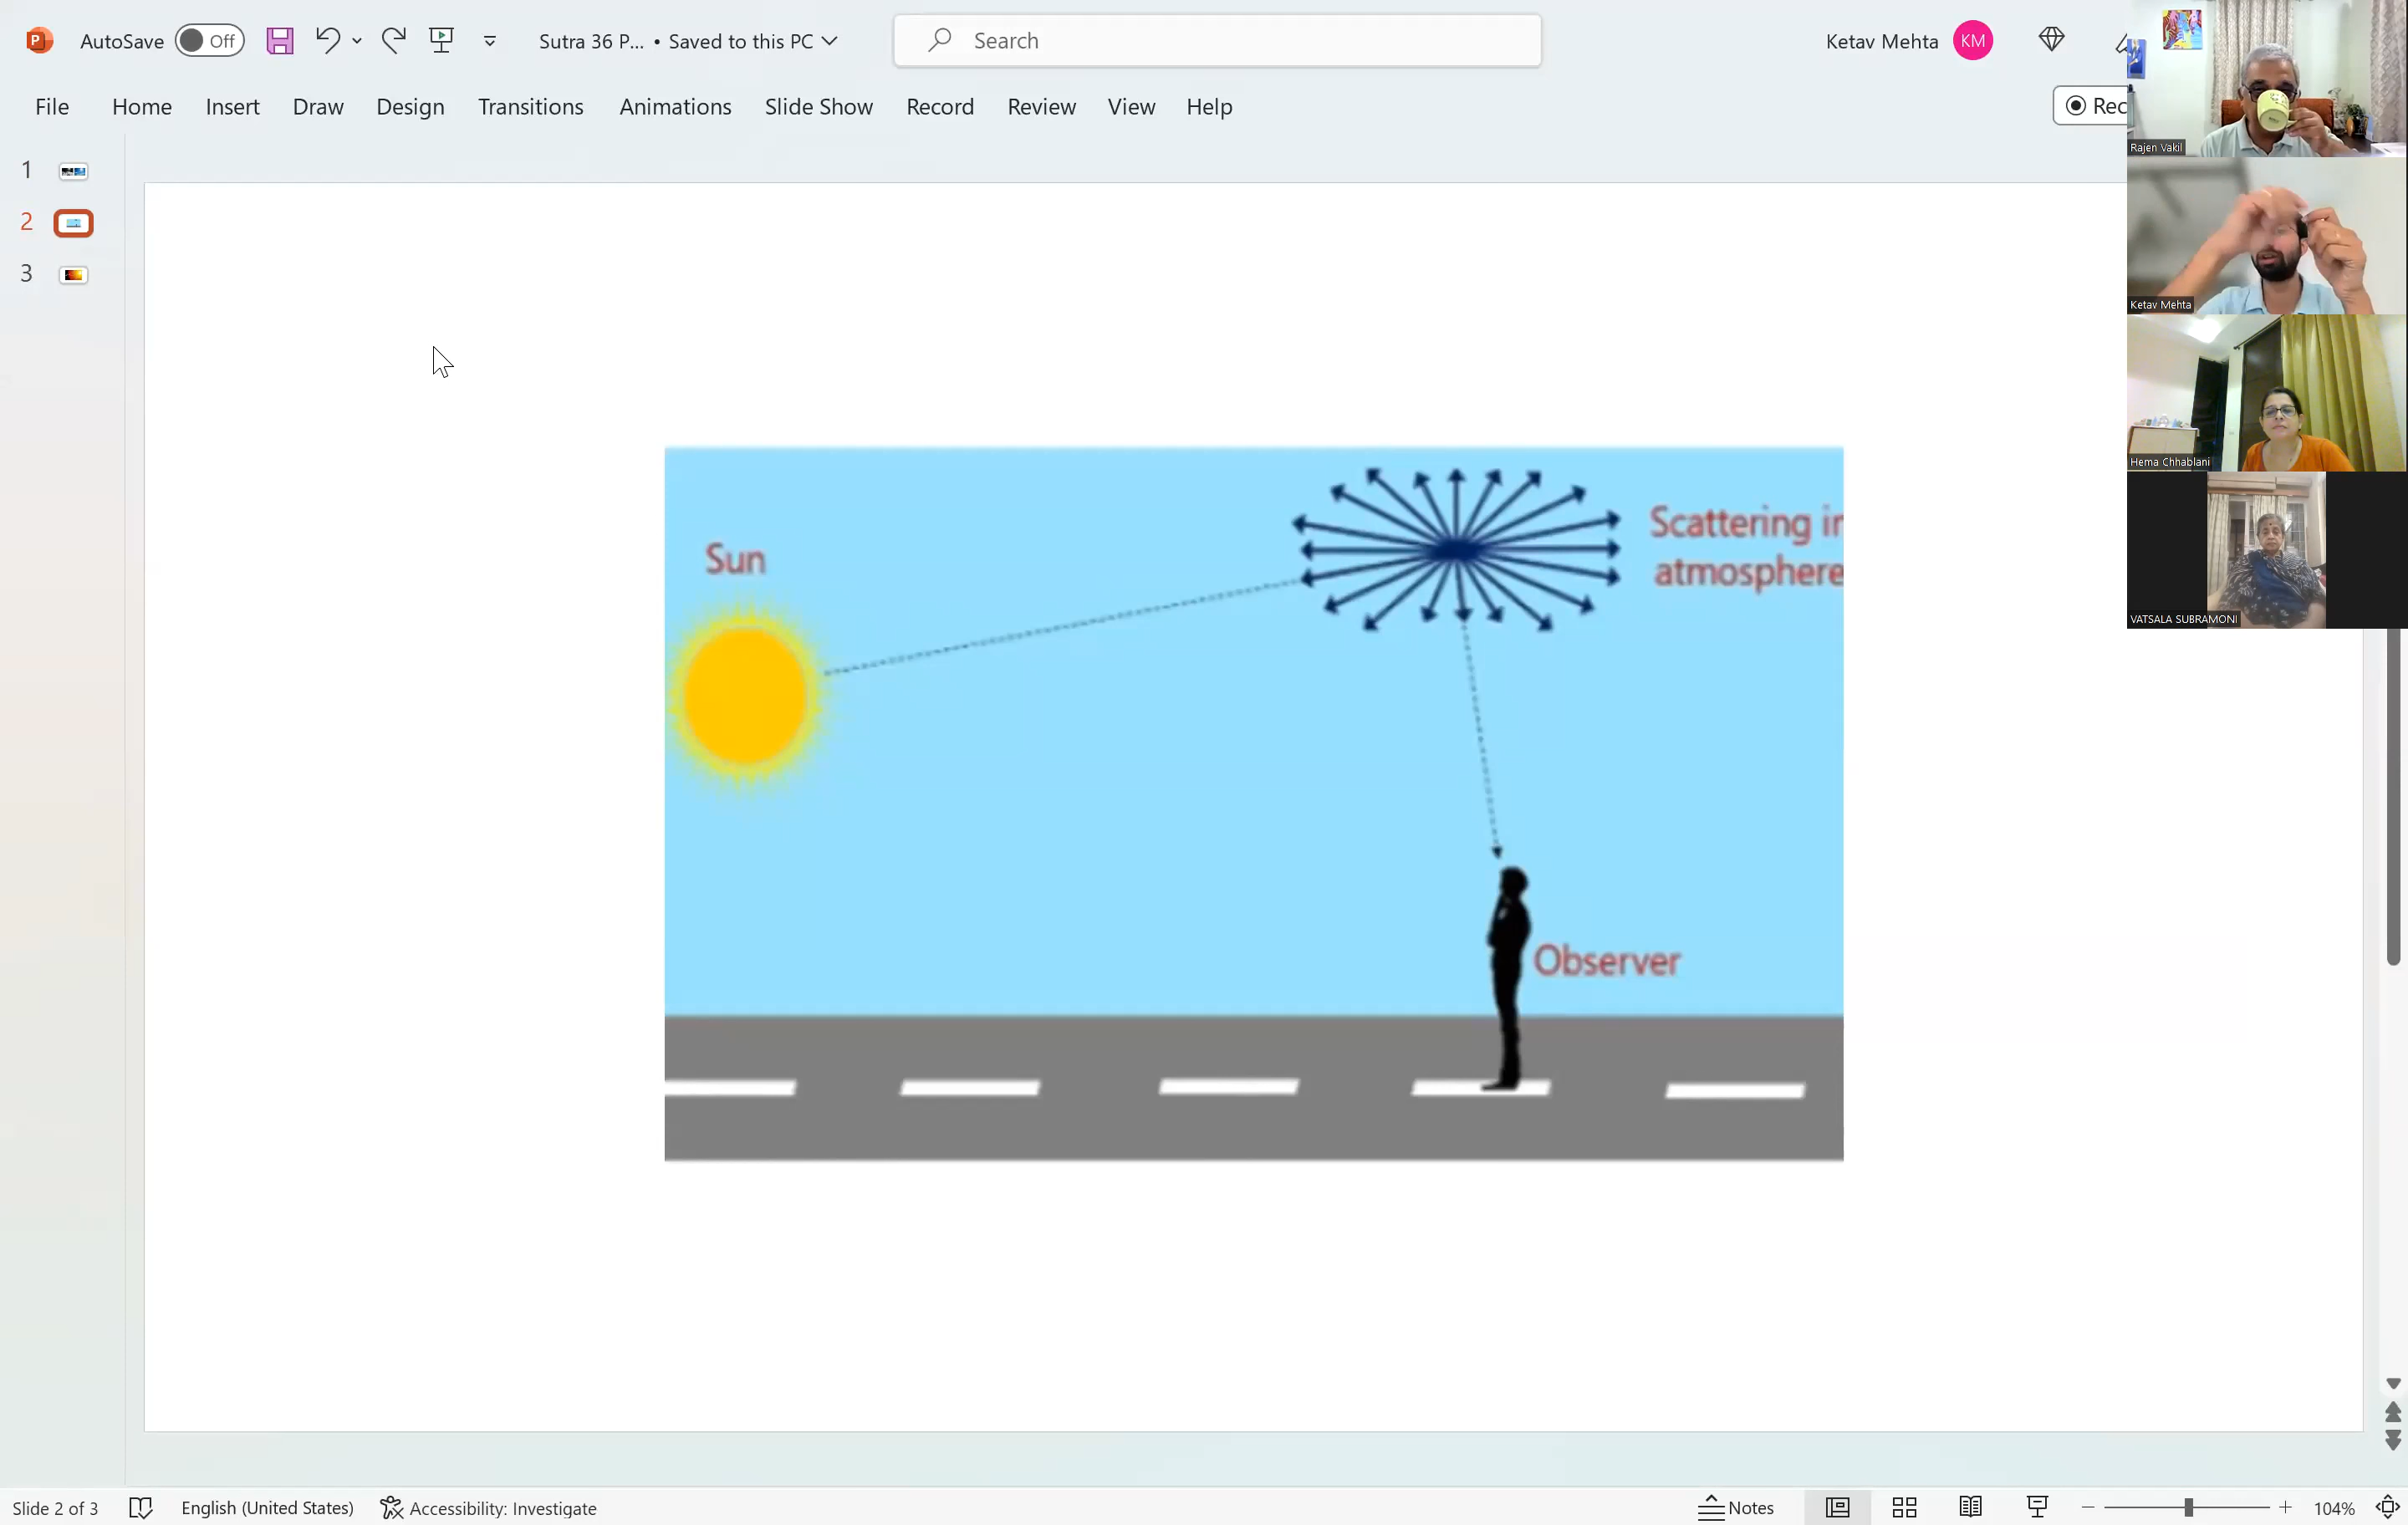 AutoSave Off Sutra 36 P... • Saved to this PC Search Ketav Mehta KM
File Home Insert Draw Design Transitions Animations Slide Show Record Review View Help Rec
1
2
3
Sun
Scattering in
atmosphere
Observer
Rajen Vakil
Ketav Mehta
Hema Chhablani
VATSALA SUBRAMONI
Slide 2 of 3 English (United States) Accessibility: Investigate Notes 104%